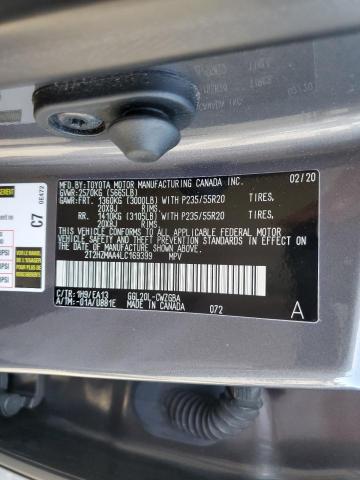 02/20
MFD. BY: TOYOTA MOTOR MANUFACTURING CANADA INC.
GVWR:2570KG (5665LB)
GAWR:FRT. 1360KG (3000LB) WITH P235/55R20 TIRES,
20X8J RIMS
RR. 1410KG (3105LB) WITH P235/55R20 TIRES,
20X8J RIMS
THIS VEHICLE CONFORMS TO ALL APPLICABLE FEDERAL MOTOR
VEHICLE SAFETY AND THEFT PREVENTION STANDARDS IN EFFECT
ON THE DATE OF MANUFACTURE SHOWN ABOVE.
2T2HZMAA4LC169399 MPV
C/TR:1H9/EA13 GGL20L-CWZGBA
A/TM:-01A/U881E MADE IN CANADA 072
A
C7
0E472
PSI
PSI